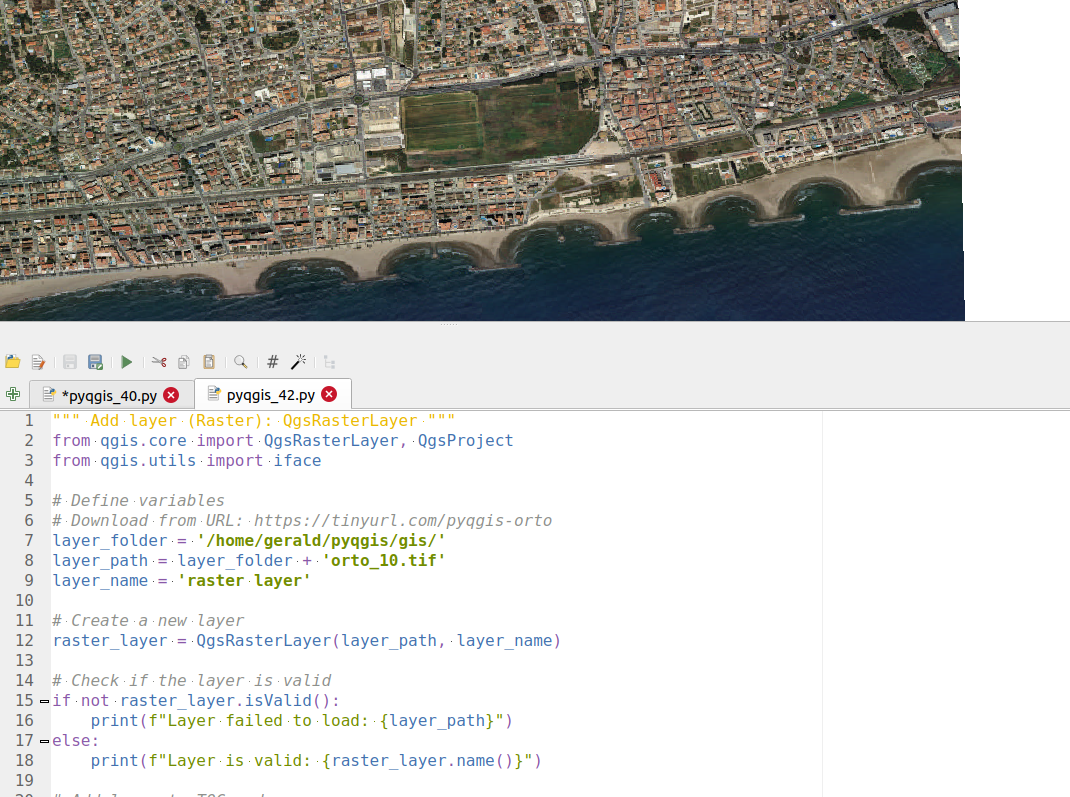 *pyqgis_40.py pyqgis_42.py
1 """ Add layer (Raster): QgsRasterLayer """
2 from qgis.core import QgsRasterLayer, QgsProject
3 from qgis.utils import iface
4
5 # Define variables
6 # Download from URL: https://tinyurl.com/pyqgis-orto
7 layer_folder = '/home/gerald/pyqgis/gis/'
8 layer_path = layer_folder + 'orto_10.tif'
9 layer_name = 'raster layer'
10
11 # Create a new layer
12 raster_layer = QgsRasterLayer(layer_path, layer_name)
13
14 # Check if the layer is valid
15 if not raster_layer.isValid():
16     print(f"Layer failed to load: {layer_path}")
17 else:
18     print(f"Layer is valid: {raster_layer.name()}")
19